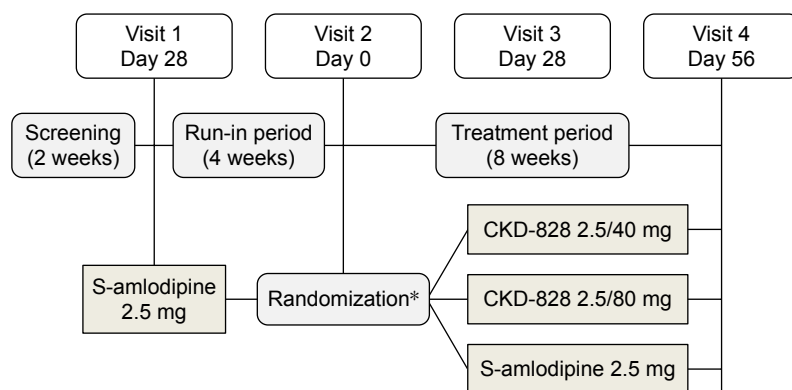 Visit 1
Day 28
Visit 2
Day 0
Visit 3
Day 28
Visit 4
Day 56
Screening
(2 weeks)
Run-in period
(4 weeks)
Treatment period
(8 weeks)
S-amlodipine
2.5 mg
Randomization*
CKD-828 2.5/40 mg
CKD-828 2.5/80 mg
S-amlodipine 2.5 mg